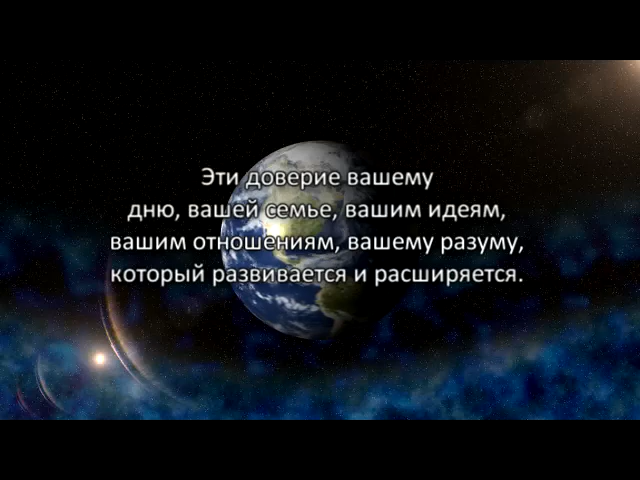 Эти доверие вашему
дню, вашей семье, вашим идеям,
вашим отношениям, вашему разуму,
который развивается и расширяется.